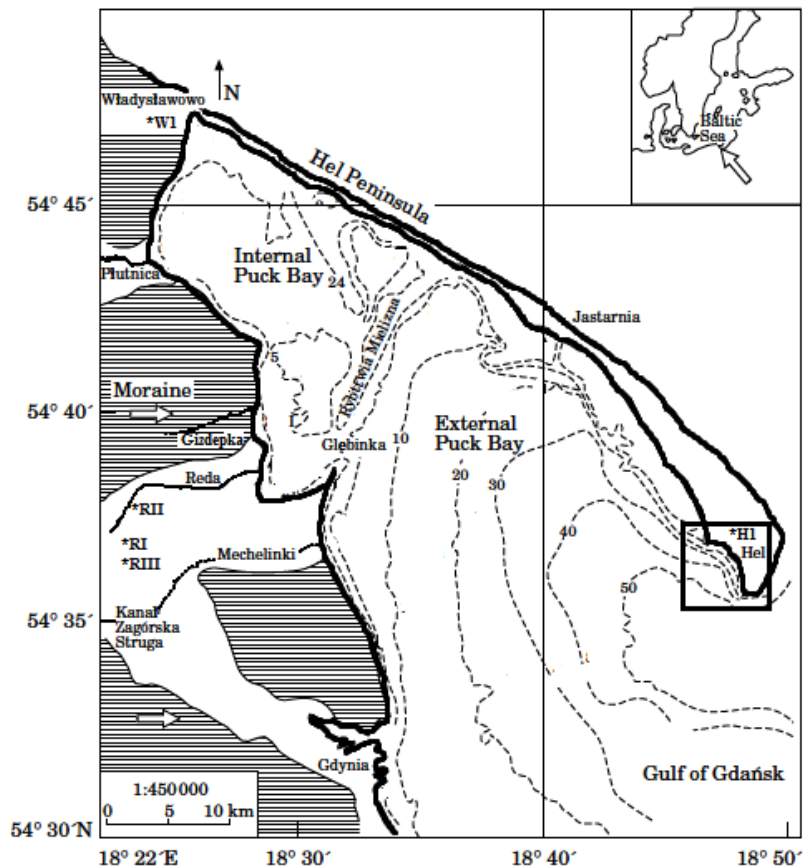 N
Władysławowo
*W1
Baltic
Sea
Hel Peninsula
54° 45′
Internal
Puck Bay
24
Płutnica
Rybitwia Mielizna
Jastarnia
5
Moraine
54° 40′
1
Gizdepka
Głębinka
10
External
Puck Bay
Reda
20
30
*RII
40
*H1
Hel
*RI
*RIII
Mechelinki
50
Kanał
Zagórska
Struga
54° 35′
Gdynia
Gulf of Gdańsk
1:450000
0 5 10 km
54° 30′N
18° 22′E
18° 30′
18° 40′
18° 50′